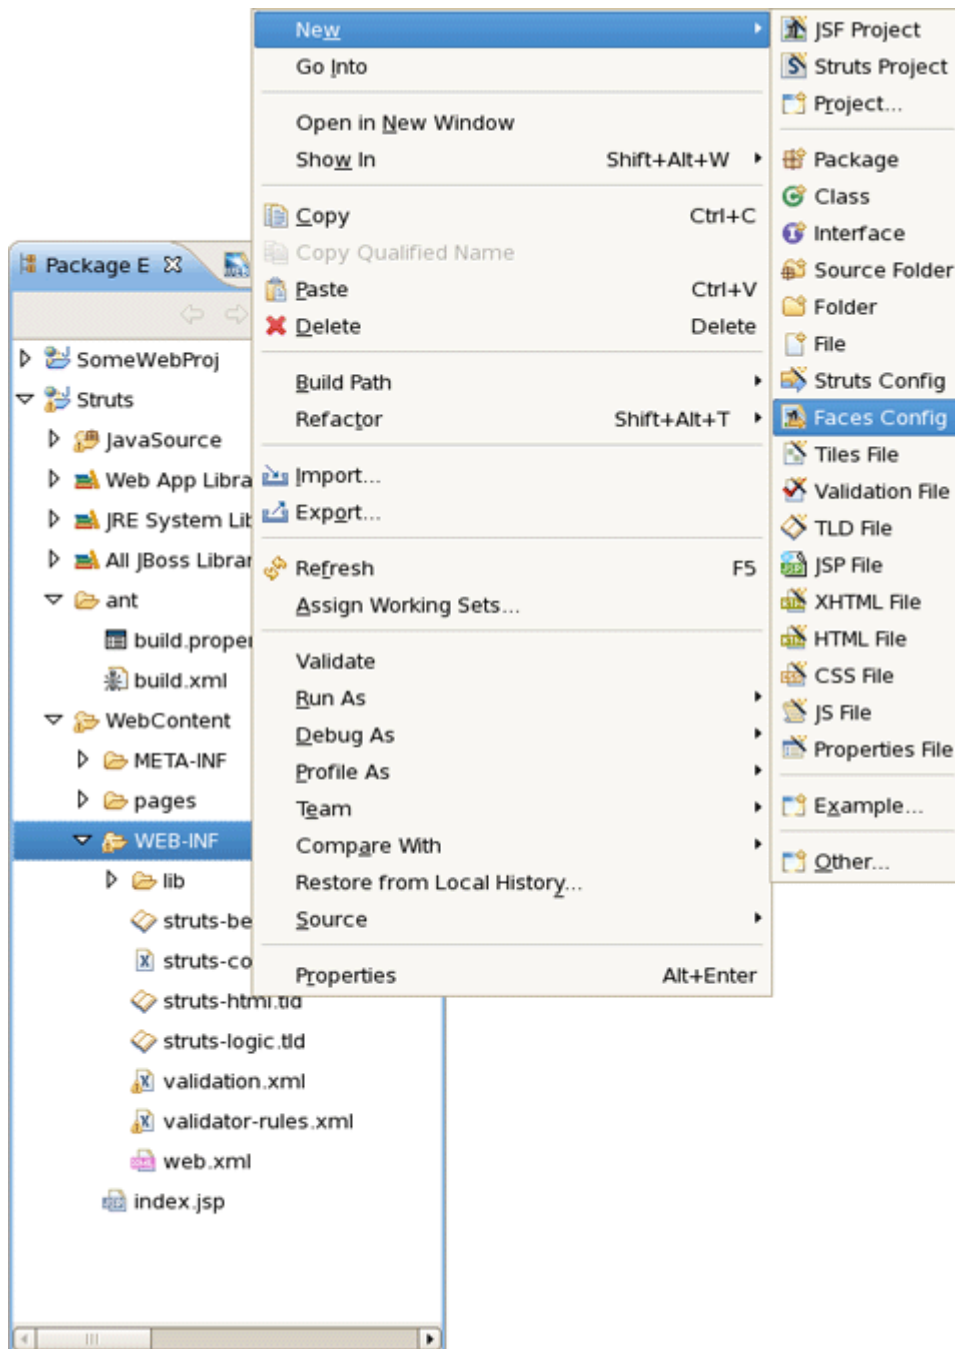 New
Go Into
Open in New Window
Show In Shift+Alt+W
Copy Ctrl+C
Copy Qualified Name
Paste Ctrl+V
Delete Delete
Build Path
Refactor Shift+Alt+T
Import...
Export...
Refresh F5
Assign Working Sets...
Validate
Run As
Debug As
Profile As
Team
Compare With
Restore from Local History...
Source
Properties Alt+Enter
JSF Project
Struts Project
Project...
Package
Class
Interface
Source Folder
Folder
File
Struts Config
Faces Config
Tiles File
Validation File
TLD File
JSP File
XHTML File
HTML File
CSS File
JS File
Properties File
Example...
Other...
Package E
SomeWebProj
Struts
JavaSource
Web App Libra
JRE System Lib
All JBoss Librar
ant
build.proper
build.xml
WebContent
META-INF
pages
WEB-INF
lib
struts-be
struts-co
struts-html.tld
struts-logic.tld
validation.xml
validator-rules.xml
web.xml
index.jsp